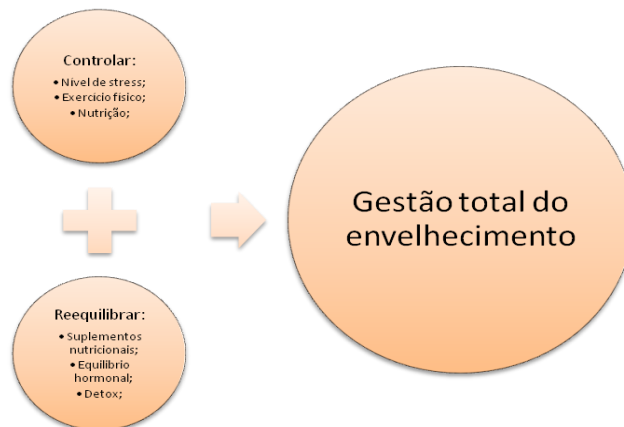 Controlar:
• Nível de stress;
• Exercício físico;
• Nutrição;
Reequilibrar:
• Suplementos
nutricionais;
• Equilíbrio
hormonal;
• Detox;
Gestão total do
envelhecimento